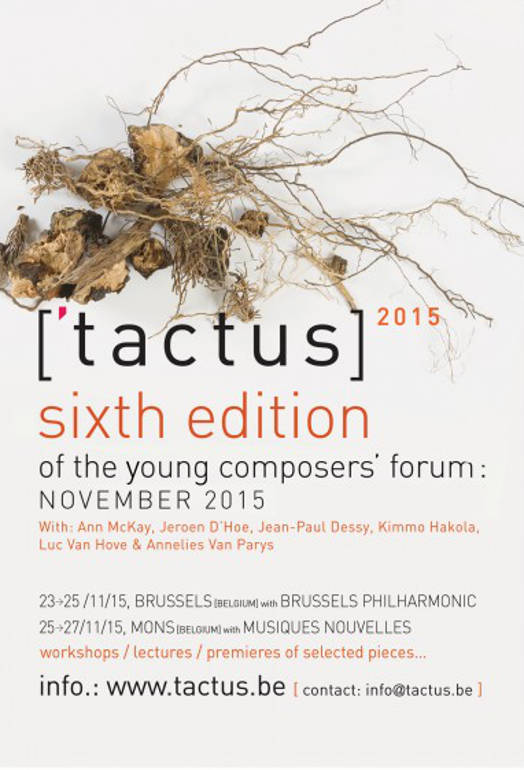 ['tactus] 2015
sixth edition
of the young composers' forum:
NOVEMBER 2015
With: Ann McKay, Jeroen D'Hoe, Jean-Paul Dessy, Kimmo Hakola,
Luc Van Hove & Annelies Van Parys
23→25 /11/15, BRUSSELS [BELGIUM] with BRUSSELS PHILHARMONIC
25→27/11/15, MONS [BELGIUM] with MUSIQUES NOUVELLES
workshops / lectures / premieres of selected pieces...
info.: www.tactus.be [ contact: info@tactus.be ]